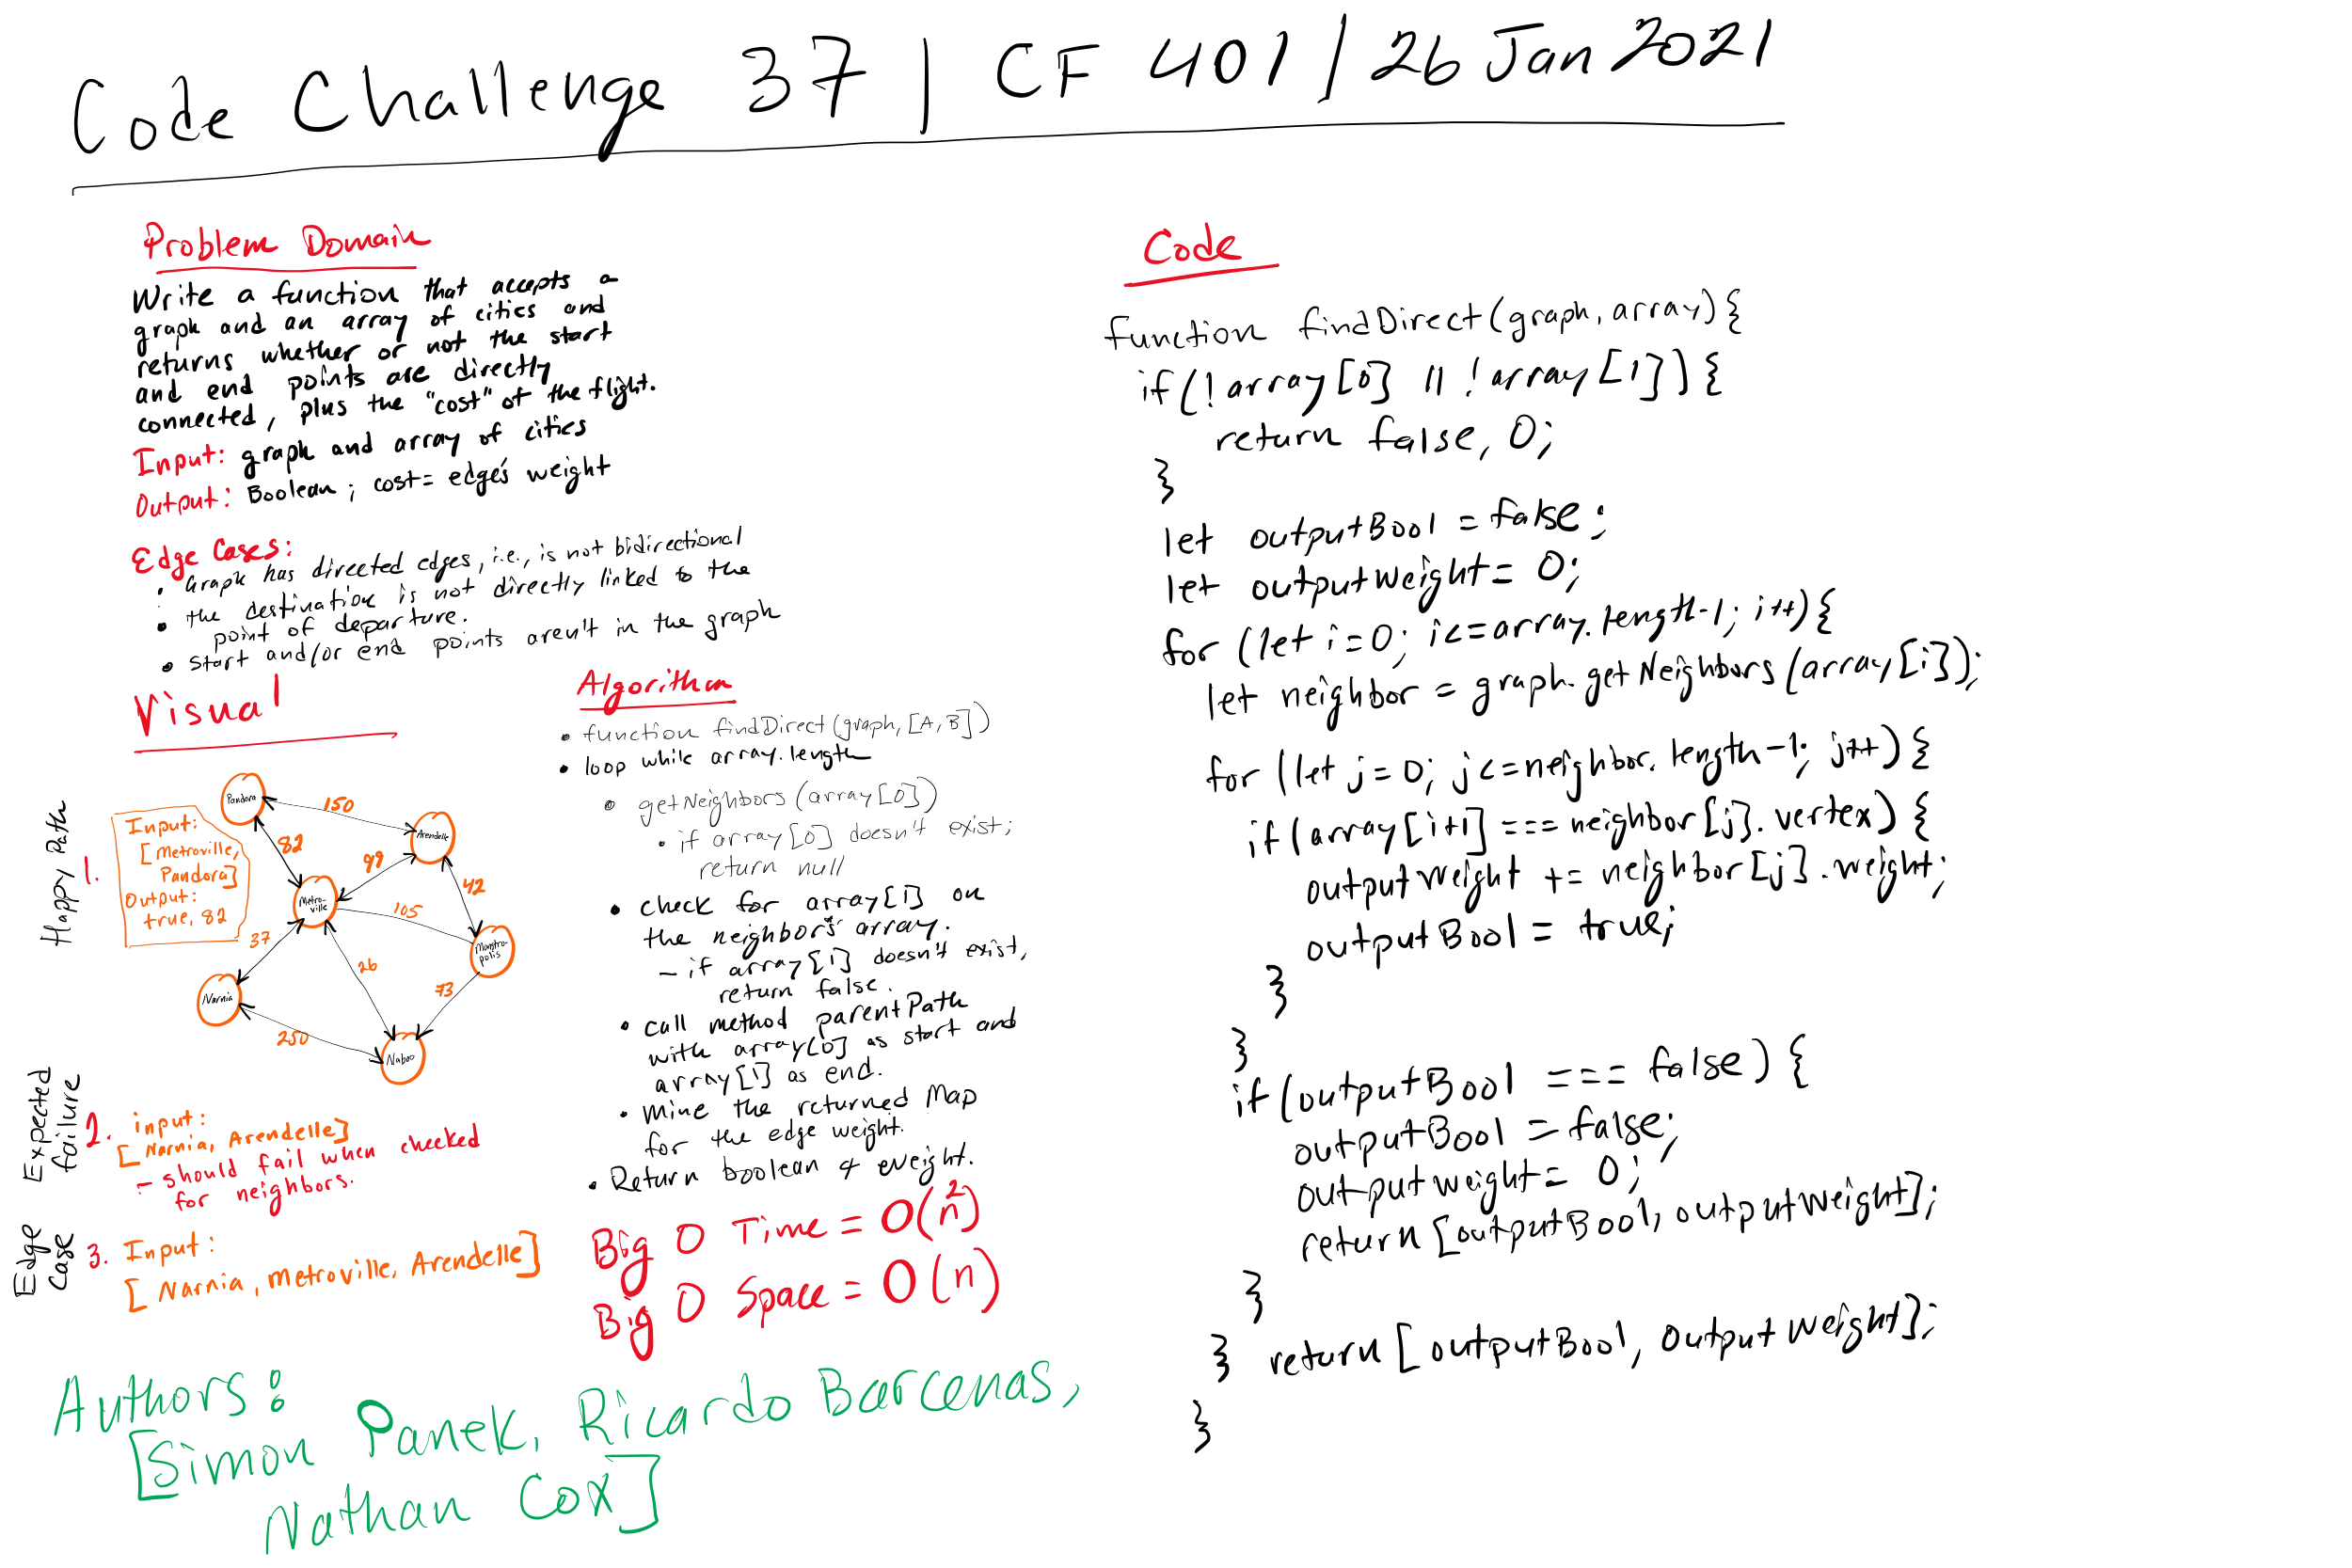 Code Challenge 37 | CF 401 / 26 Jan 2021
Problem Domain
Write a function that accepts a
graph and an array of cities and
returns whether or not the start
and end points are directly
connected, plus the "cost" of the flight.
Input: graph and array of cities
Output: Boolean; cost= edge's weight
Edge Cases:
• Graph has directed edges, i.e., is not bidirectional
• the destination is not directly linked to the
point of departure.
• Start and/or end points aren't in the graph
Visual
Happy Path
1.
Input:
[Metroville,
Pandora]
Output:
true, 82
Pandora
150
Arendelle
82
99
42
Metro-
ville
105
Monstro-
polis
37
26
73
Narnia
250
Naboo
Expected
failure
2. input:
[Narnia, Arendelle]
- should fail when checked
for neighbors.
Edge
Case
3. Input:
[Narnia, Metroville, Arendelle]
Algorithm
• function findDirect(graph, [A, B])
• loop while array.length
• getNeighbors (array[0])
• if array[0] doesn't exist;
return null
• check for array[1] on
the neighbor's array.
- if array[1] doesn't exist,
return false.
• call method parentPath
with array[0] as start and
array[1] as end.
• mine the returned Map
for the edge weight.
• Return boolean &
Big O Time = O(n²)
Big O Space = O(n)
Authors:
[Simon Panek, Ricardo Barcenas,
Nathan Cox]
Code
function findDirect(graph, array){
if(!array[0] || !array[1]){
return false, 0;
}
let outputBool = false;
let outputWeight = 0;
for (let i=0; i<=array.length-1; i++){
let neighbor = graph.getNeighbors(array[i]);
for (let j=0; j<=neighbor.length-1; j++){
if(array[i+1] === neighbor[j].vertex){
outputWeight += neighbor[j].weight;
outputBool = true;
}
}
if(outputBool === false){
outputBool = false;
outputWeight = 0;
return [outputBool, outputWeight];
}
} return [outputBool, outputWeight];
}